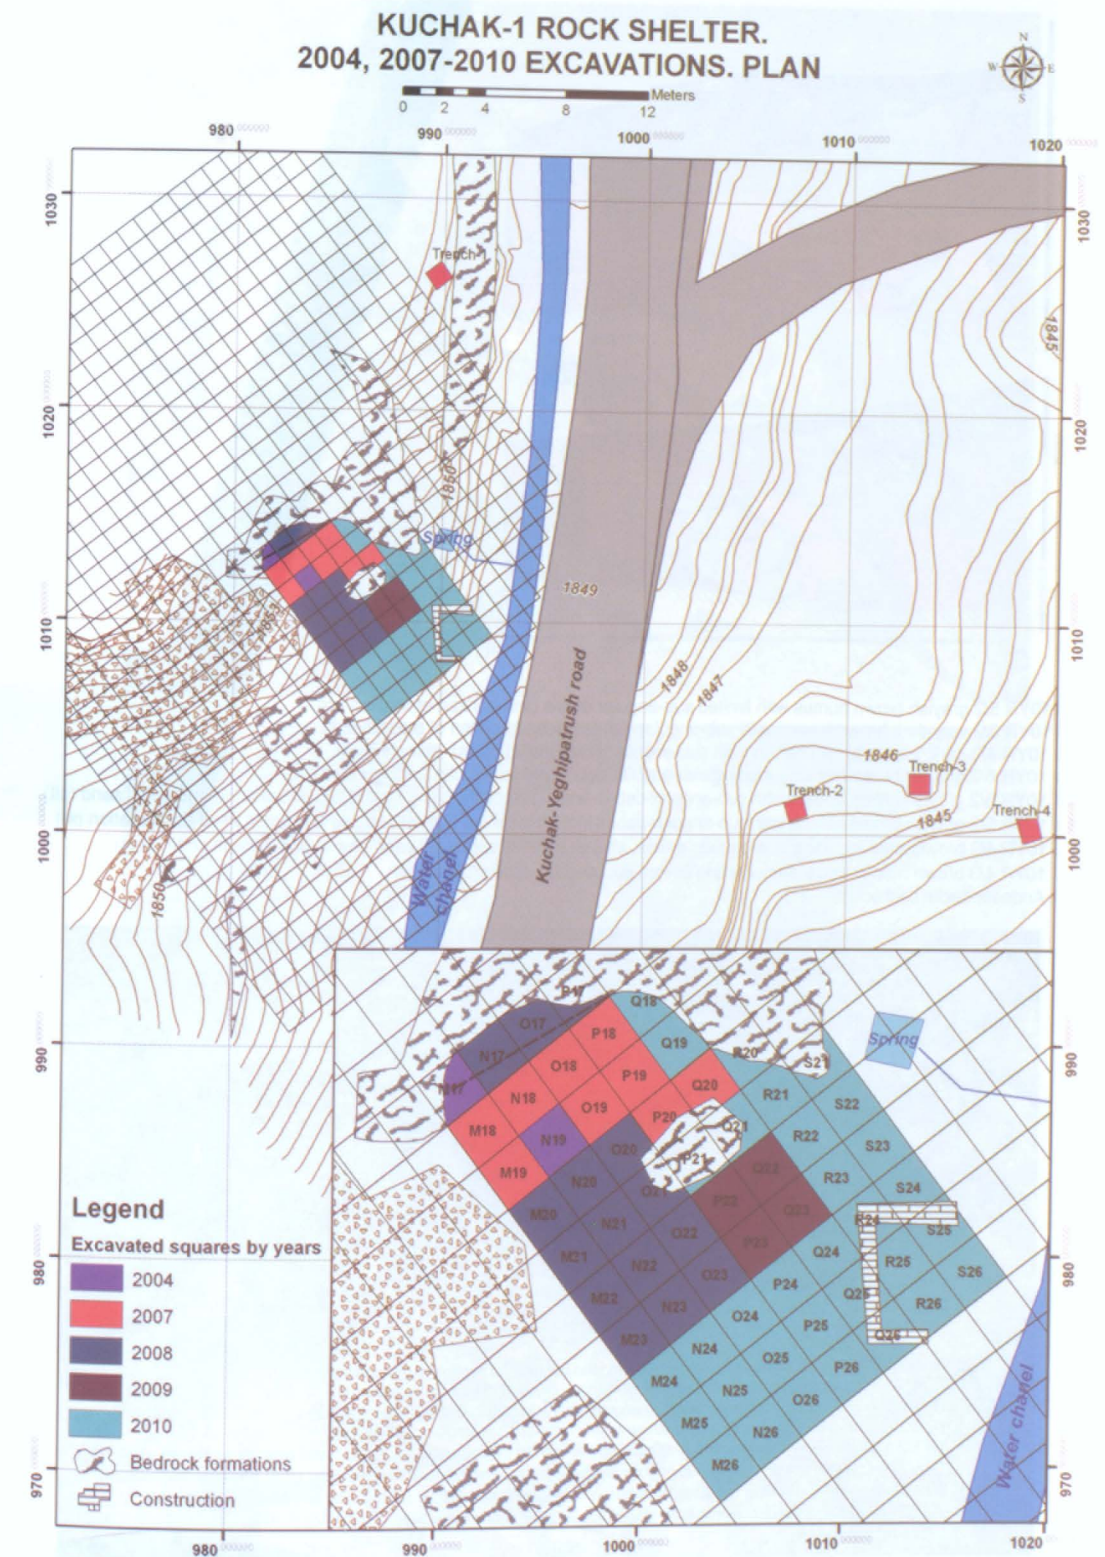 KUCHAK-1 ROCK SHELTER.
2004, 2007-2010 EXCAVATIONS. PLAN
N
W
E
S
Meters
0 2 4 8 12
980 990 1000 1010 1020
1030
1030
Trench-
1845
1020
1020
1850
Spring
1849
1010
1010
1848
1847
Kuchak-Yeghipatrush road
1846
Trench-3
Trench-2
1845
Trench-4
1000
1000
Water chanel
1850
P17
Q18
O17
P18
Spring
990
990
N17
Q19
R20
S21
O18
M17
P19
Q20
R21
S22
N18
O19
P20
Q21
M18
N19
R22
S23
O20
P21
Q22
M19
N20
O21
R23
S24
P22
Q23
M20
N21
O22
R24
S25
P23
Q24
M21
N22
O23
R25
S26
P24
Q25
M22
N23
O24
R26
P25
Q26
M23
N24
O25
P26
M24
N25
O26
M25
N26
M26
Water chanel
Legend
Excavated squares by years
2004
2007
2008
2009
2010
Bedrock formations
Construction
980
980
970
970
980 990 1000 1010 1020